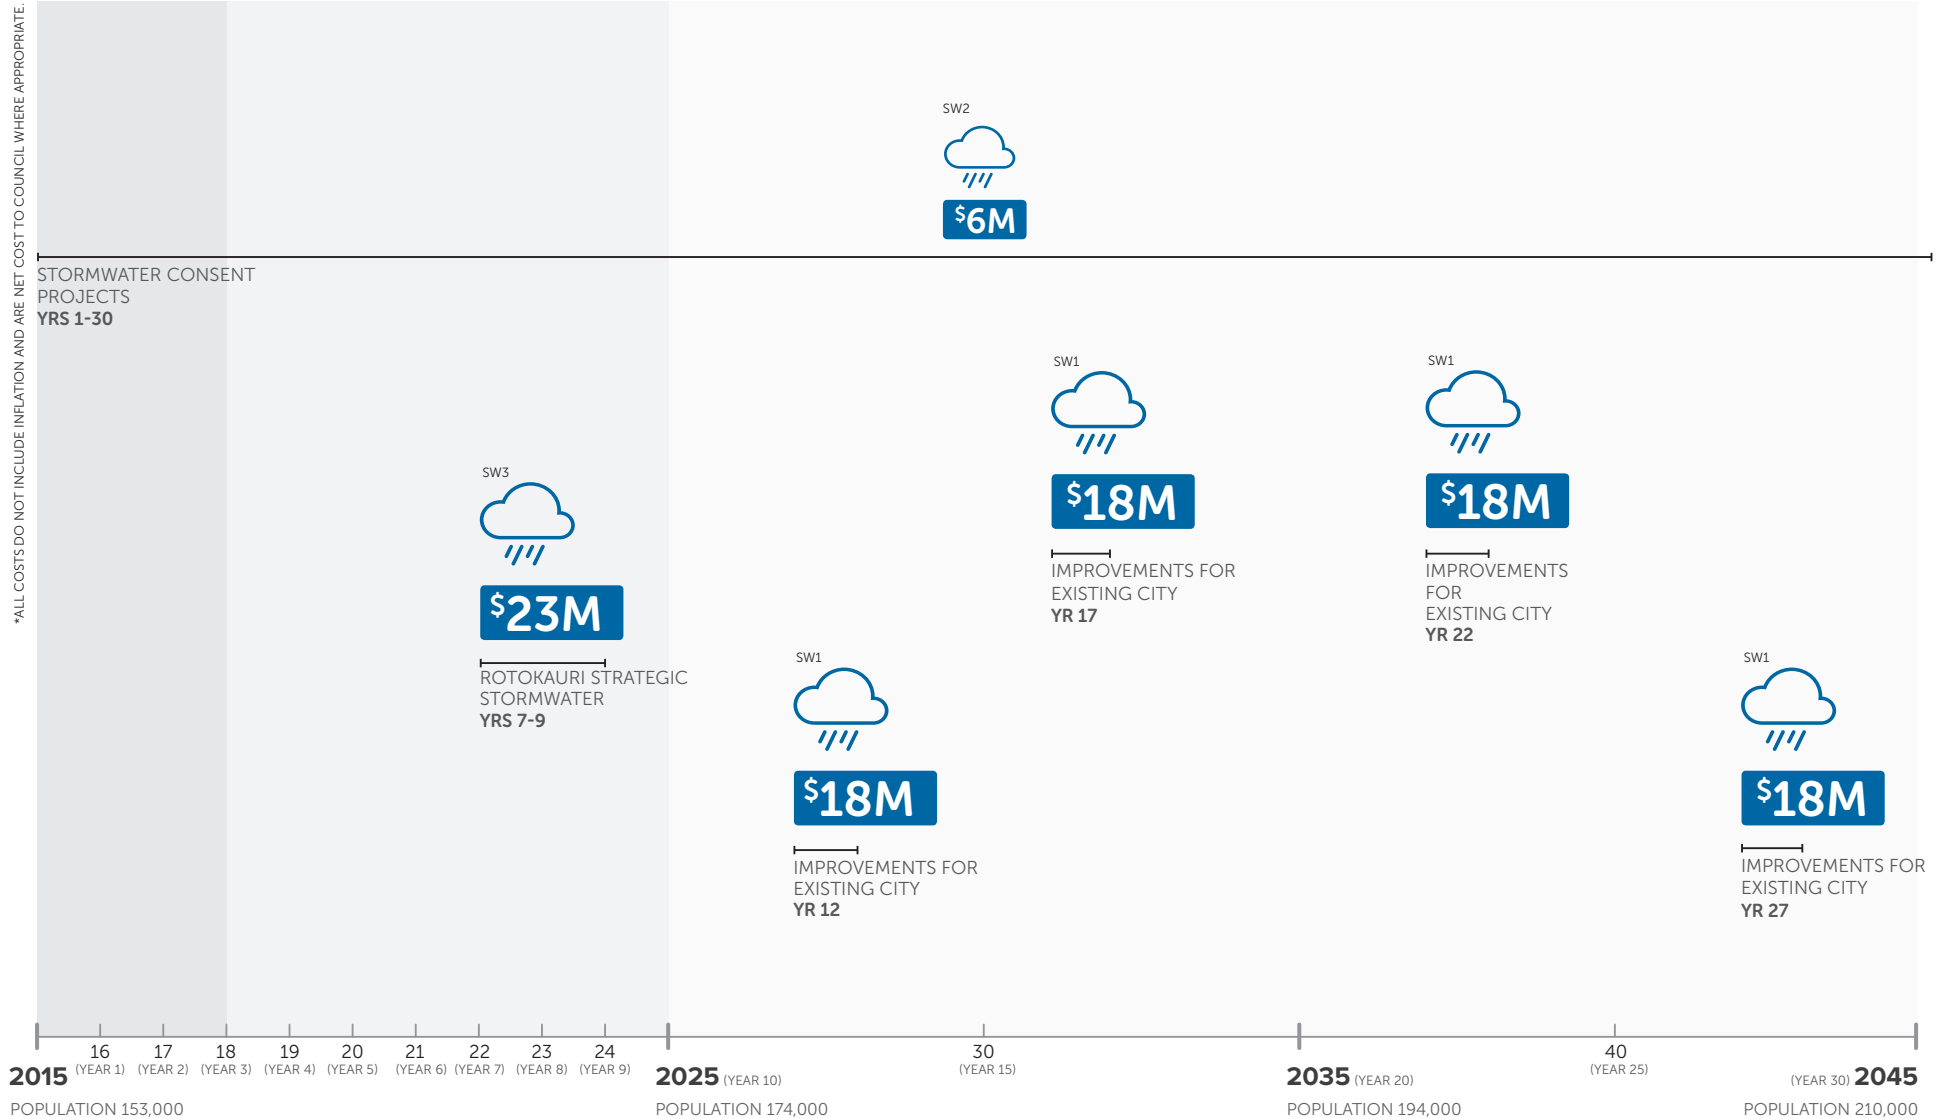 *ALL COSTS DO NOT INCLUDE INFLATION AND ARE NET COST TO COUNCIL WHERE APPROPRIATE.
SW2
$6M
STORMWATER CONSENT
PROJECTS
YRS 1-30
SW3
$23M
ROTOKAURI STRATEGIC
STORMWATER
YRS 7-9
SW1
$18M
IMPROVEMENTS FOR
EXISTING CITY
YR 12
SW1
$18M
IMPROVEMENTS FOR
EXISTING CITY
YR 17
SW1
$18M
IMPROVEMENTS
FOR
EXISTING CITY
YR 22
SW1
$18M
IMPROVEMENTS FOR
EXISTING CITY
YR 27
16 17 18 19 20 21 22 23 24 30 40
(YEAR 1) (YEAR 2) (YEAR 3) (YEAR 4) (YEAR 5) (YEAR 6) (YEAR 7) (YEAR 8) (YEAR 9) (YEAR 15) (YEAR 25)
2015 2025 (YEAR 10) 2035 (YEAR 20) (YEAR 30) 2045
POPULATION 153,000 POPULATION 174,000 POPULATION 194,000 POPULATION 210,000